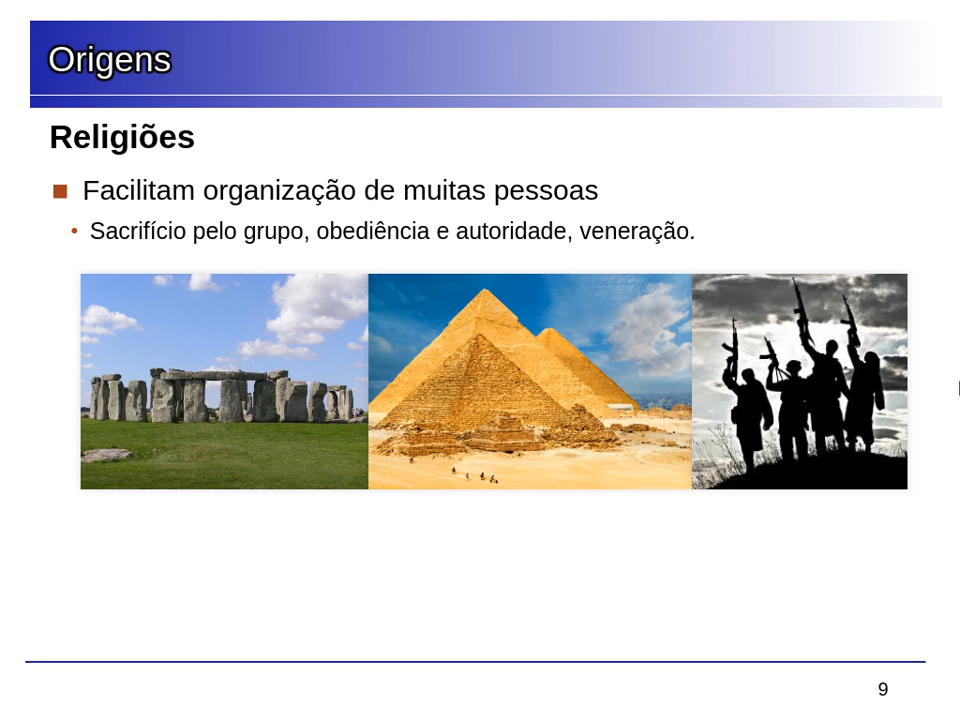 Origens
Religiões
Facilitam organização de muitas pessoas
• Sacrifício pelo grupo, obediência e autoridade, veneração.
9